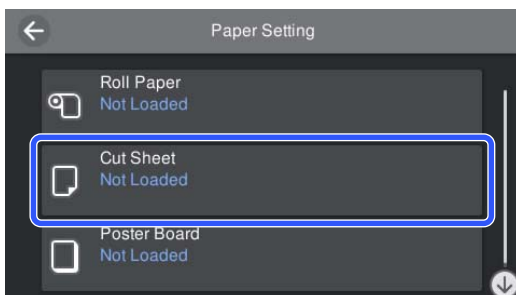 Paper Setting
Roll Paper
Not Loaded
Cut Sheet
Not Loaded
Poster Board
Not Loaded